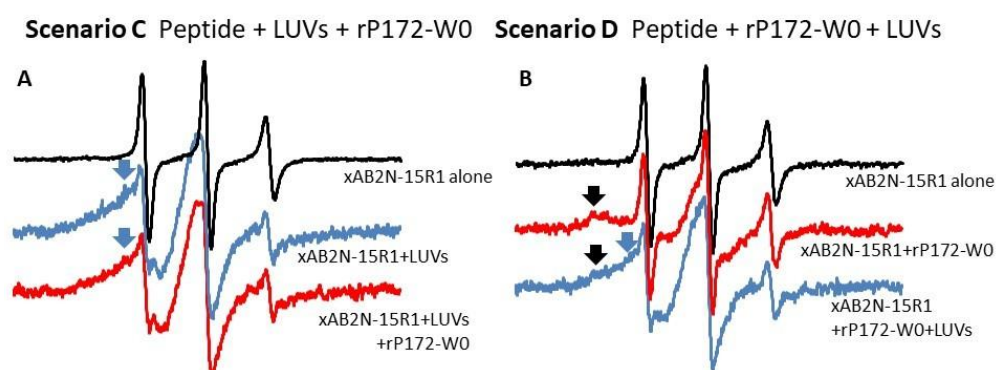 Scenario C Peptide + LUVs + rP172-W0
Scenario D Peptide + rP172-W0 + LUVs
A
xAB2N-15R1 alone
xAB2N-15R1+LUVs
xAB2N-15R1+LUVs
+rP172-W0
B
xAB2N-15R1 alone
xAB2N-15R1+rP172-W0
xAB2N-15R1
+rP172-W0+LUVs